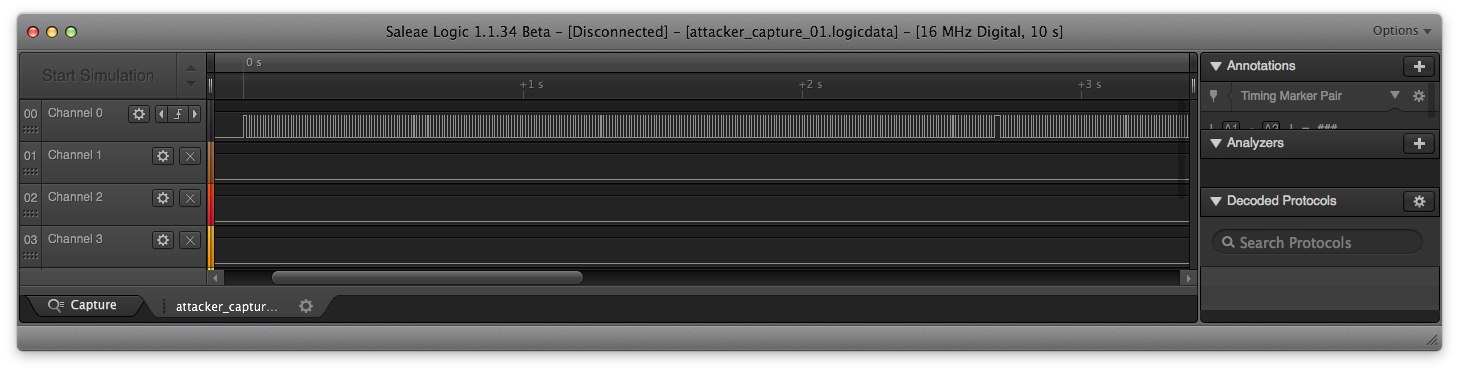 Saleae Logic 1.1.34 Beta – [Disconnected] – [attacker_capture_01.logicdata] – [16 MHz Digital, 10 s]
Options
Start Simulation
0 s
+1 s
+2 s
+3 s
00 Channel 0
01 Channel 1
02 Channel 2
03 Channel 3
Capture
attacker_captur...
Annotations
Timing Marker Pair
A1 - A2 = ###
Analyzers
Decoded Protocols
Search Protocols